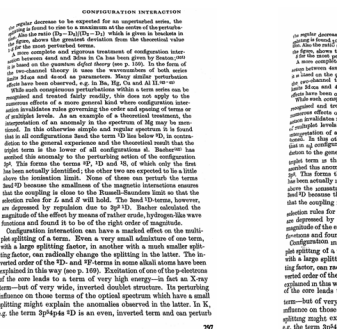 CONFIGURATION INTERACTION
regular decrease to be expected for an unperturbed series, the
is found to rise to a maximum at the centre of the perturba-
Also the ratio (D₀ − D₂)/(D₀ − D₁) which is given in brackets in
figure, shows the greatest deviation from the theoretical value
for the most perturbed terms.
A more complete and rigorous treatment of configuration inter-
between 4snd and 3dns in Ca has been given by Seaton,
it is based on the quantum defect (see p. 159). In the form of
the two-channel theory it uses the wavenumbers of both series
limits M4s∞ and 4s∞d as parameters. Many similar perturbation
effects have been observed, e.g. in Ba, Hg, Cu and Al II.
While such conspicuous perturbations within a term series can be
recognised and treated fairly readily, this does not apply to the
numerous effects of a more general kind where configuration inter-
action invalidates rules governing the order and spacing of terms or
of multiplet levels. As an example of a theoretical treatment, the
interpretation of an anomaly in the spectrum of Mg may be men-
tioned. In this otherwise simple and regular spectrum it is found
that in all configurations 3snd the term ¹D lies below ³D, in contra-
diction to the general experience and the theoretical result that the
triplet term is the lower of all configurations sl. Bacher ascribed
this anomaly to the perturbing action of the configuration
3p². This forms the terms ³P, ¹D and ¹S, of which only the first
has been actually identified; the other two are expected to lie a little
above the ionisation limit. None of these can perturb the terms
3snd ³D because the smallness of the magnetic interactions ensures
that the coupling is close to the Russell-Saunders limit so that the
selection rules for L and S will hold. The 3snd ¹D-terms, however,
are depressed by repulsion due to 3p² ¹D. Bacher calculated the
magnitude of the effect by means of rather crude, hydrogen-like wave
functions and found it to be of the right order of magnitude.
Configuration interaction can have a marked effect on the multi-
plet splitting of a term. Even a very small admixture of one term,
with a large splitting factor, in another with a much smaller split-
ting factor, can radically change the splitting in the latter. The in-
verted order of the ²D- and ²F-terms in some alkali atoms have been
explained in this way (see p. 169). Excitation of one of the p-electrons
of the core leads to a term of very high energy—in fact an X-ray
term—but of very wide, inverted doublet structure. Its perturbing
influence on those terms of the optical spectrum which have a small
splitting might explain the anomalies observed in the latter. In K,
e.g. the term 3p⁵4p4s ²D is an even, inverted term and can perturb
297